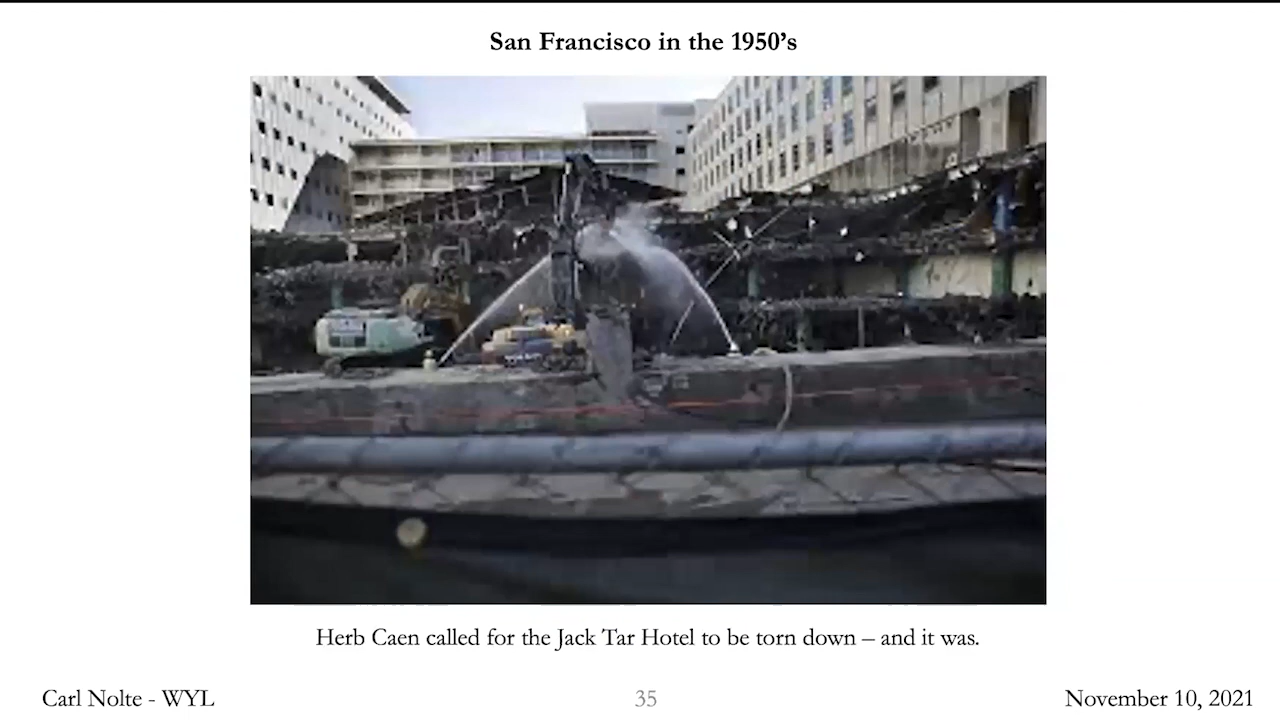 San Francisco in the 1950’s
Herb Caen called for the Jack Tar Hotel to be torn down – and it was.
Carl Nolte - WYL
35
November 10, 2021